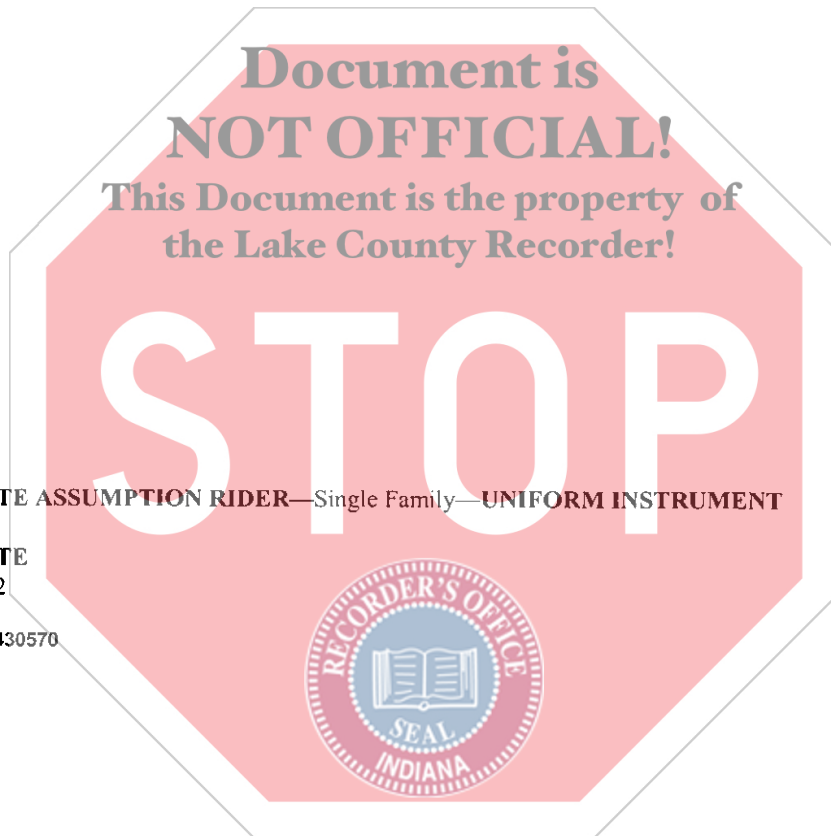 Document is
NOT OFFICIAL!
This Document is the property of
the Lake County Recorder!
STOP
TE ASSUMPTION RIDER—Single Family—UNIFORM INSTRUMENT
TE
2
430570
RECORDER'S OFFICE
SEAL
INDIANA